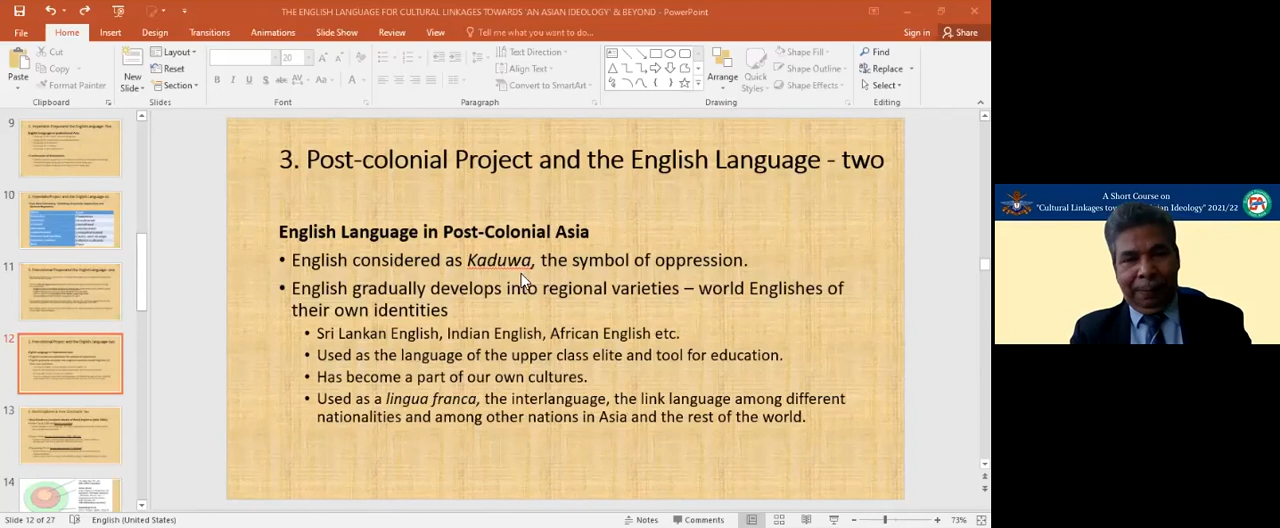 THE ENGLISH LANGUAGE FOR CULTURAL LINKAGES TOWARDS 'AN ASIAN IDEOLOGY' & BEYOND - PowerPoint
File Home Insert Design Transitions Animations Slide Show Review View Tell me what you want to do... Sign in Share
Cut
Copy
Format Painter
Paste
Clipboard
New
Slide
Layout
Reset
Section
Slides
20
Font
Text Direction
Align Text
Convert to SmartArt
Paragraph
Arrange
Quick
Styles
Shape Fill
Shape Outline
Shape Effects
Drawing
Find
Replace
Select
Editing
9
10
11
12
13
14
3. Post-colonial Project and the English Language - two
English Language in Post-Colonial Asia
• English considered as Kaduwa, the symbol of oppression.
• English gradually develops into regional varieties – world Englishes of
their own identities
• Sri Lankan English, Indian English, African English etc.
• Used as the language of the upper class elite and tool for education.
• Has become a part of our own cultures.
• Used as a lingua franca, the interlanguage, the link language among different
nationalities and among other nations in Asia and the rest of the world.
A Short Course on
Slide 12 of 27 English (United States) Notes Comments 73%